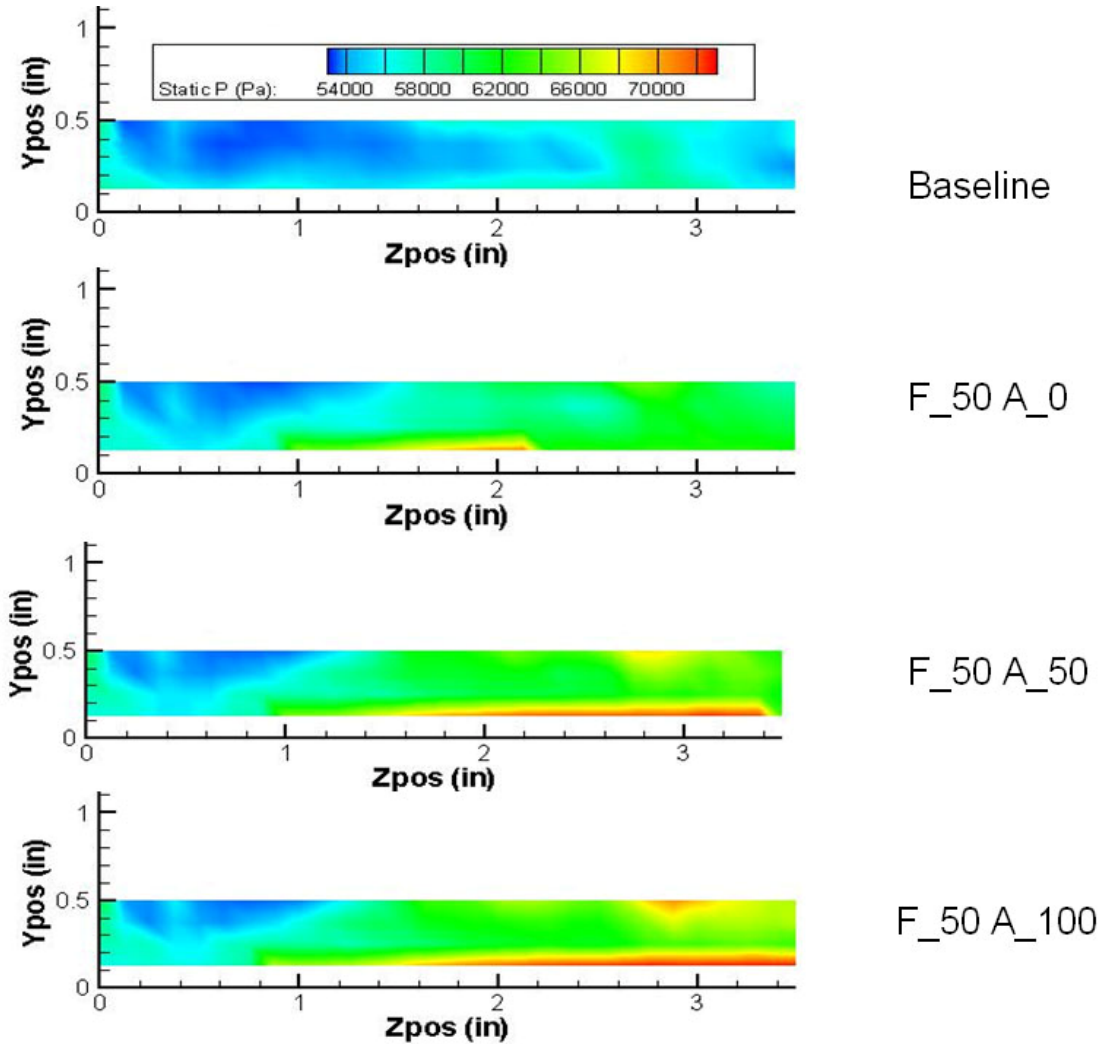 1
Static P (Pa): 54000 58000 62000 66000 70000
0.5
Ypos (in)
Baseline
0
0 1 2 3
Zpos (in)
1
0.5
Ypos (in)
F_50 A_0
0
0 1 2 3
Zpos (in)
1
0.5
Ypos (in)
F_50 A_50
0
0 1 2 3
Zpos (in)
1
0.5
Ypos (in)
F_50 A_100
0
0 1 2 3
Zpos (in)